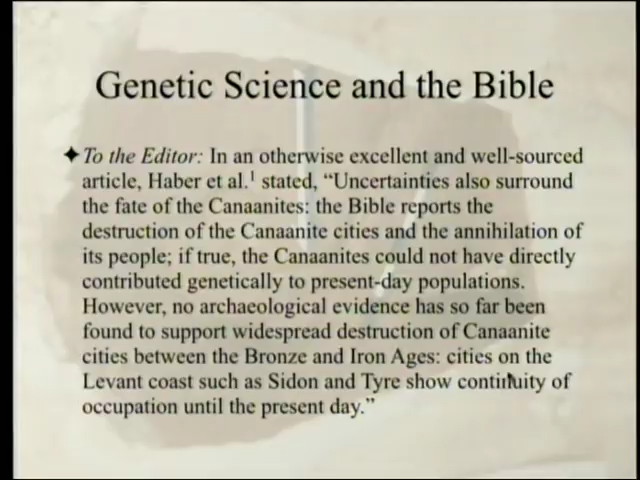 Genetic Science and the Bible
✦To the Editor: In an otherwise excellent and well-sourced
article, Haber et al.¹ stated, “Uncertainties also surround
the fate of the Canaanites: the Bible reports the
destruction of the Canaanite cities and the annihilation of
its people; if true, the Canaanites could not have directly
contributed genetically to present-day populations.
However, no archaeological evidence has so far been
found to support widespread destruction of Canaanite
cities between the Bronze and Iron Ages: cities on the
Levant coast such as Sidon and Tyre show continuity of
occupation until the present day.”